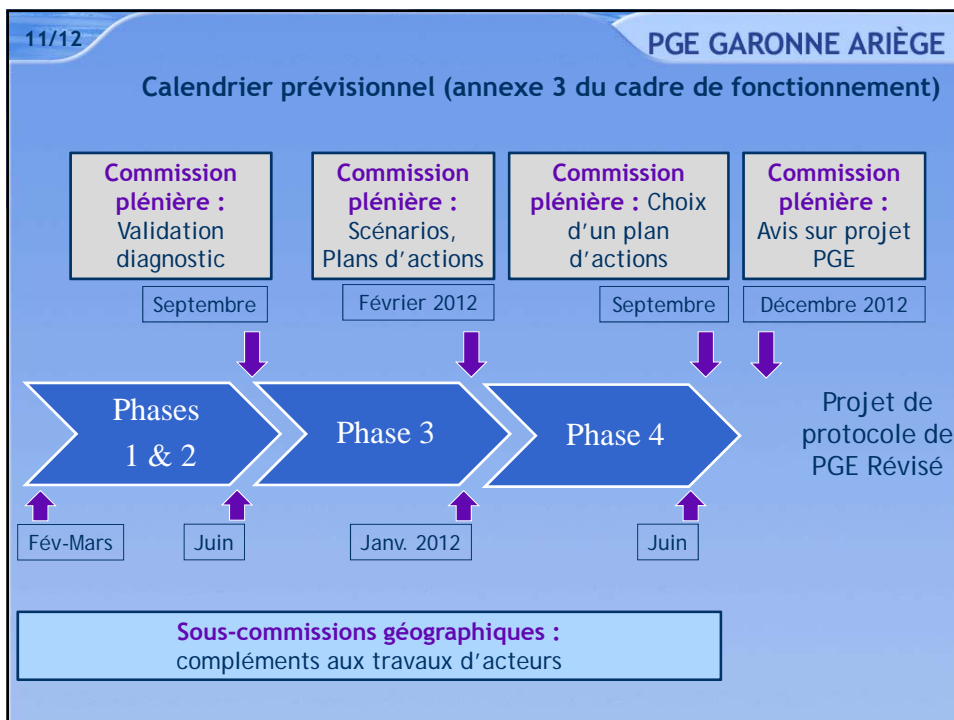 11/12
PGE GARONNE ARIÈGE
Calendrier prévisionnel (annexe 3 du cadre de fonctionnement)
Commission
plénière :
Validation
diagnostic
Commission
plénière :
Scénarios,
Plans d'actions
Commission
plénière : Choix
d'un plan
d'actions
Commission
plénière :
Avis sur projet
PGE
Septembre
Février 2012
Septembre
Décembre 2012
Phases
1 & 2
Phase 3
Phase 4
Projet de
protocole de
PGE Révisé
Fév-Mars
Juin
Janv. 2012
Juin
Sous-commissions géographiques :
compléments aux travaux d'acteurs